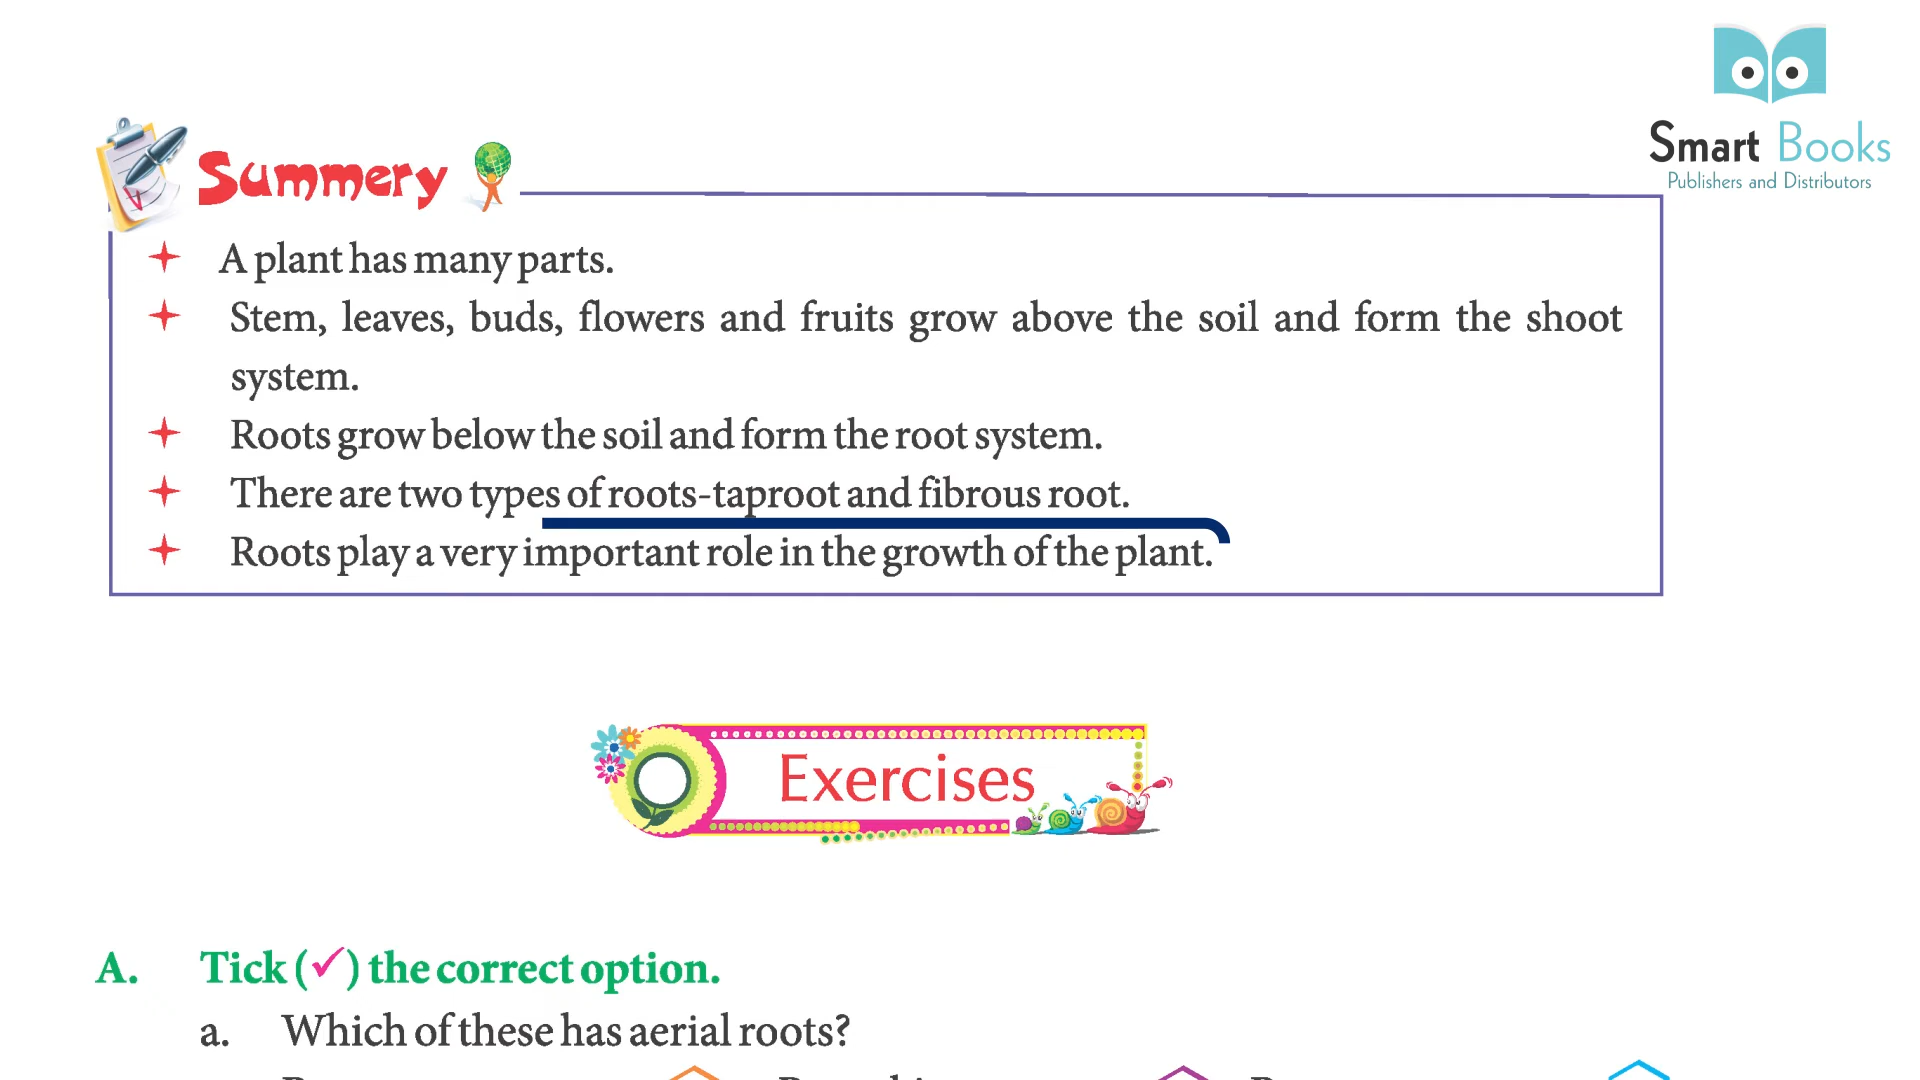 Smart Books
Publishers and Distributors
Summery
A plant has many parts.
Stem, leaves, buds, flowers and fruits grow above the soil and form the shoot
system.
Roots grow below the soil and form the root system.
There are two types of roots-taproot and fibrous root.
Roots play a very important role in the growth of the plant.
Exercises
A. Tick (✓) the correct option.
a. Which of these has aerial roots?